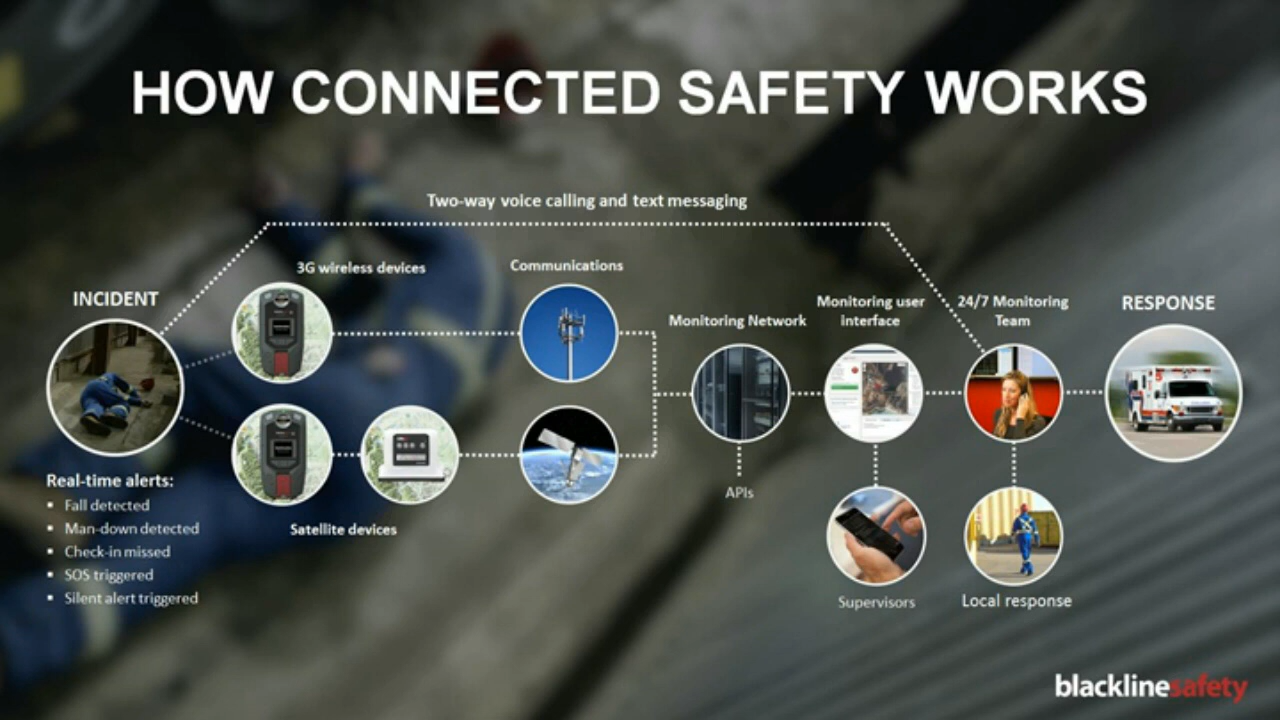 HOW CONNECTED SAFETY WORKS
Two-way voice calling and text messaging
3G wireless devices
Communications
INCIDENT
Monitoring user
interface
24/7 Monitoring
Team
RESPONSE
Monitoring Network
Real-time alerts:
▪ Fall detected
▪ Man-down detected
▪ Check-in missed
▪ SOS triggered
▪ Silent alert triggered
Satellite devices
APIs
Supervisors
Local response
blacklinesafety